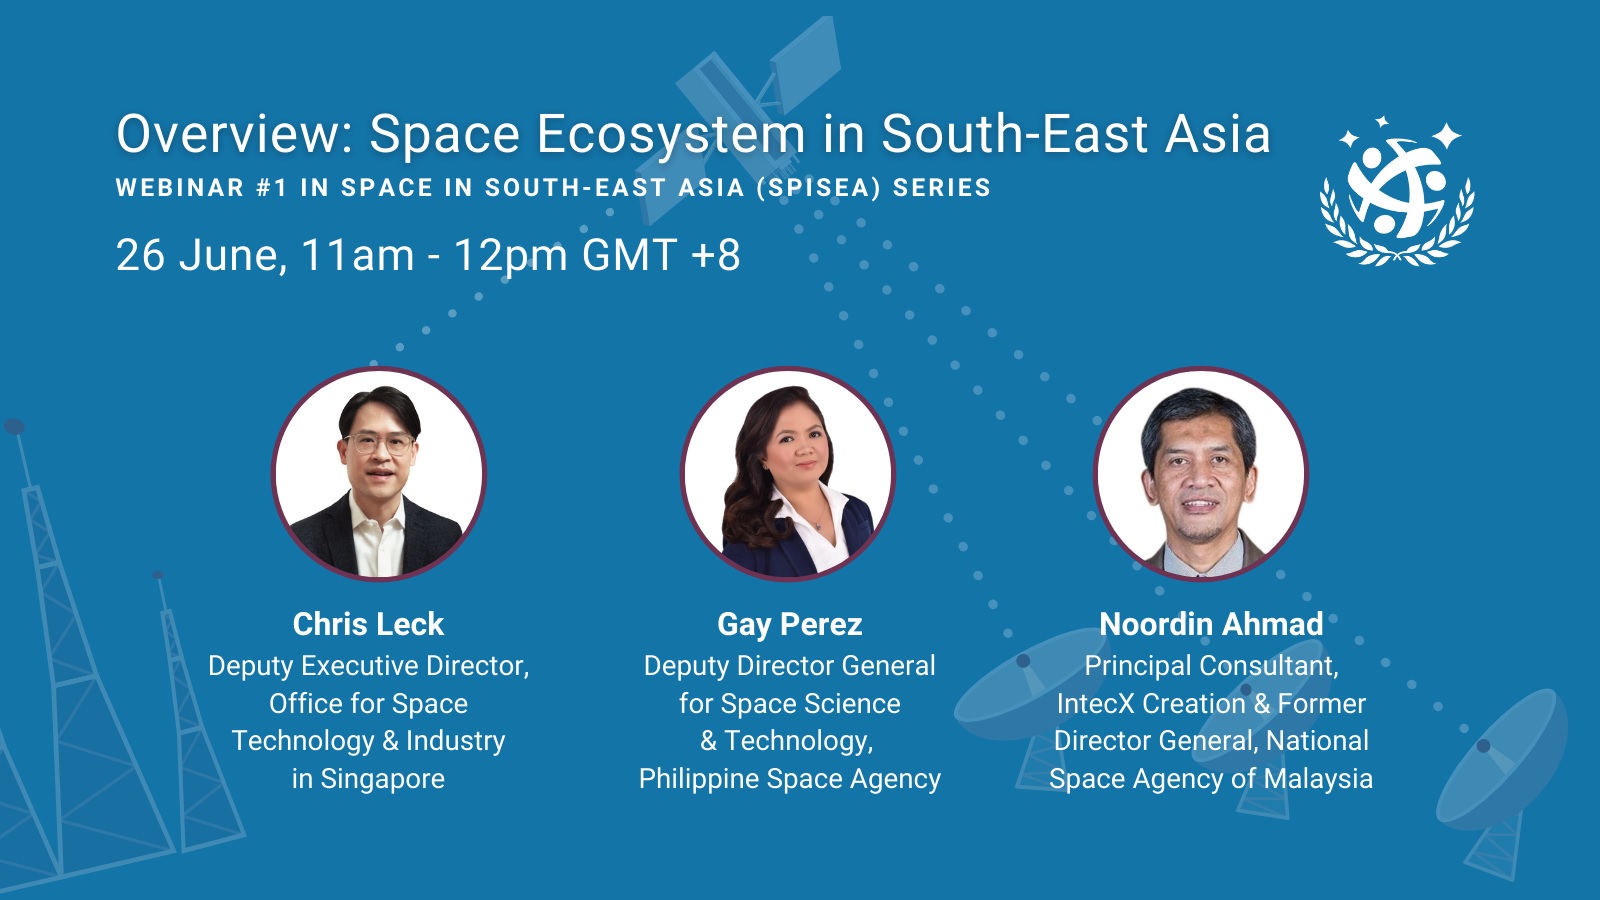 Overview: Space Ecosystem in South-East Asia
WEBINAR #1 IN SPACE IN SOUTH-EAST ASIA (SPISEA) SERIES
26 June, 11am - 12pm GMT +8
Chris Leck
Deputy Executive Director,
Office for Space
Technology & Industry
in Singapore
Gay Perez
Deputy Director General
for Space Science
& Technology,
Philippine Space Agency
Noordin Ahmad
Principal Consultant,
IntecX Creation & Former
Director General, National
Space Agency of Malaysia